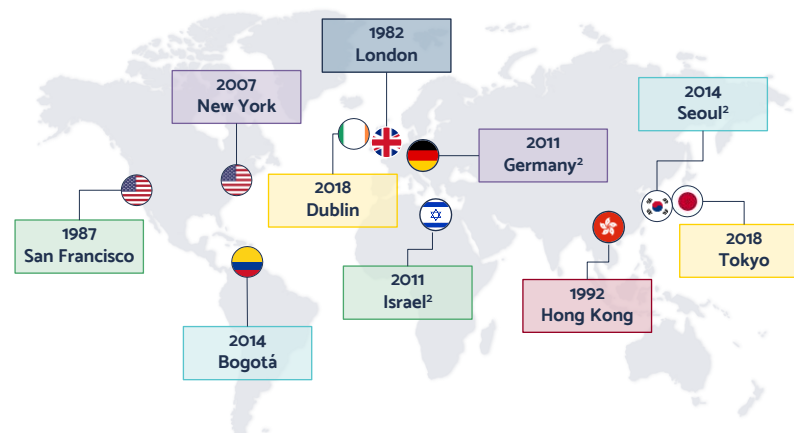 1982
London
2007
New York
2014
Seoul²
2011
Germany²
2018
Dublin
1987
San Francisco
2018
Tokyo
2011
Israel²
1992
Hong Kong
2014
Bogotá